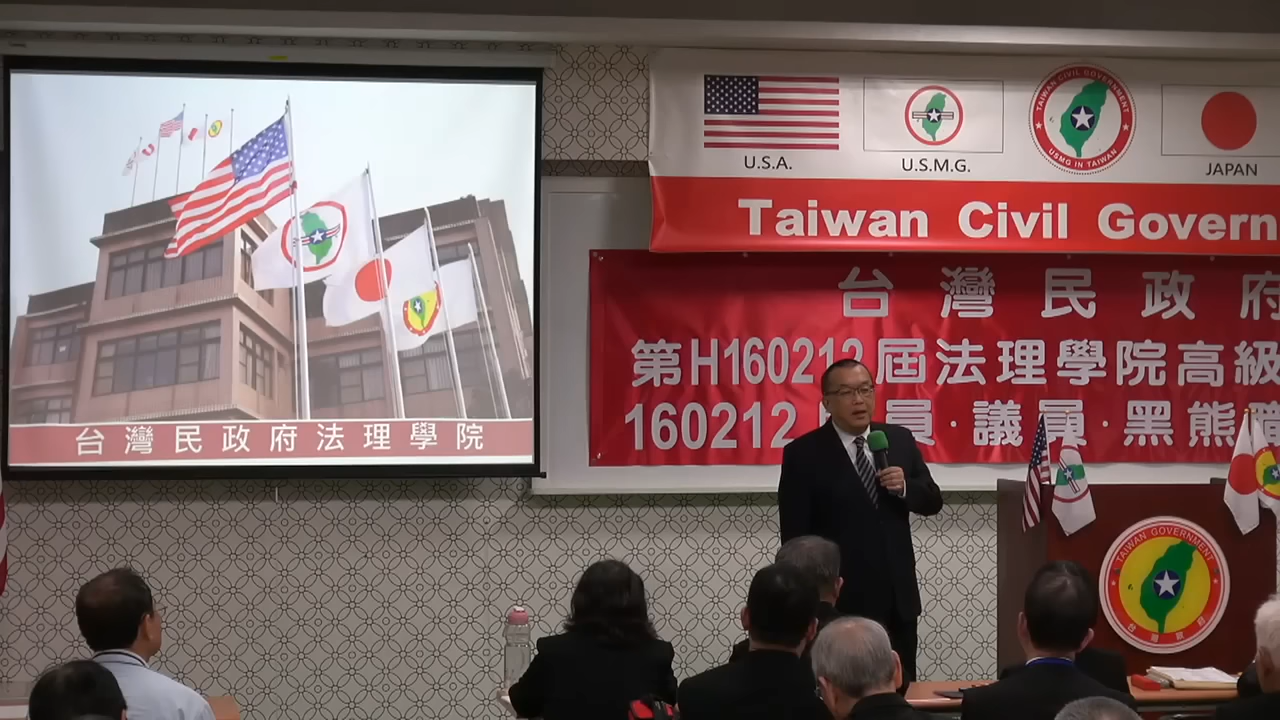 U.S.A.
U.S.M.G.
TAIWAN CIVIL GOVERNMENT
USMG IN TAIWAN
JAPAN
Taiwan Civil Govern
台灣民政府
第H160212屆法理學院高級
160212 員·議員·黑熊職
台灣民政府法理學院
TAIWAN GOVERNMENT
台灣政府